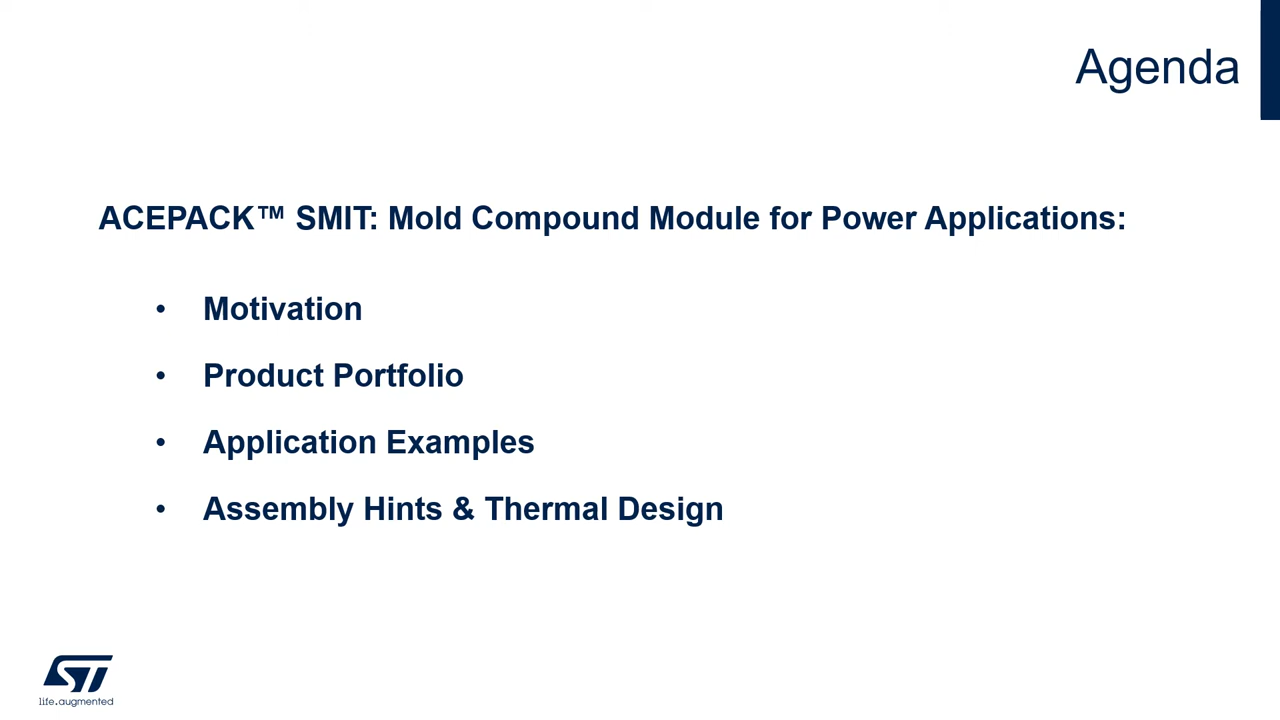 Agenda
ACEPACK™ SMIT: Mold Compound Module for Power Applications:
• Motivation
• Product Portfolio
• Application Examples
• Assembly Hints & Thermal Design
ST
life.augmented